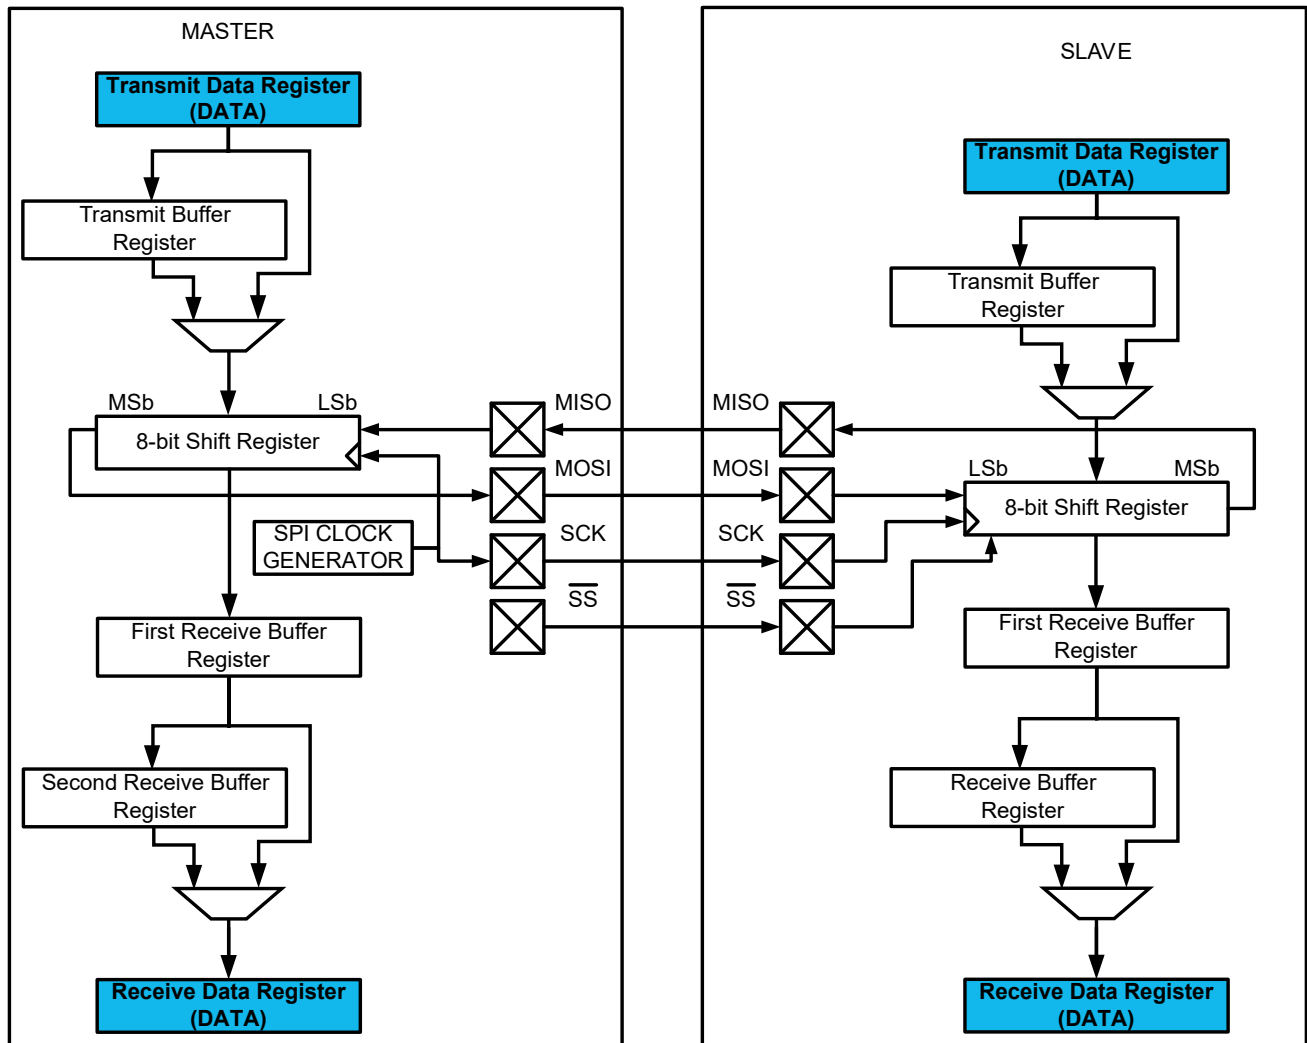 MASTER
Transmit Data Register
(DATA)
Transmit Buffer
Register
MSb
LSb
8-bit Shift Register
SPI CLOCK
GENERATOR
First Receive Buffer
Register
Second Receive Buffer
Register
Receive Data Register
(DATA)
MISO
MOSI
SCK
SS
SLAVE
MISO
MOSI
SCK
SS
Transmit Data Register
(DATA)
Transmit Buffer
Register
LSb
MSb
8-bit Shift Register
First Receive Buffer
Register
Receive Buffer
Register
Receive Data Register
(DATA)